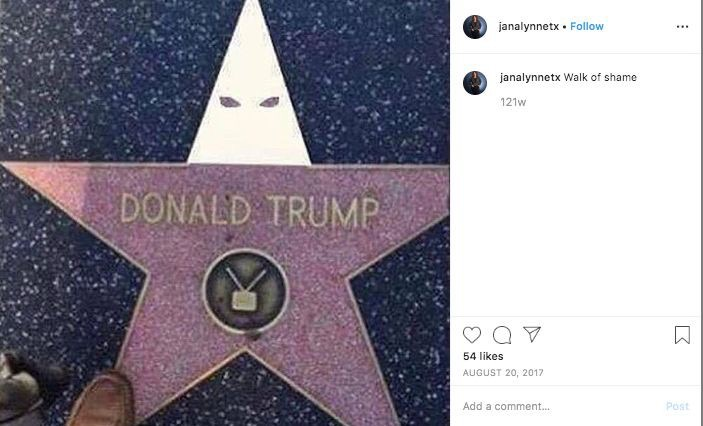 janalynnetx • Follow
janalynnetx Walk of shame
121w
DONALD TRUMP
54 likes
AUGUST 20, 2017
Add a comment...
Post